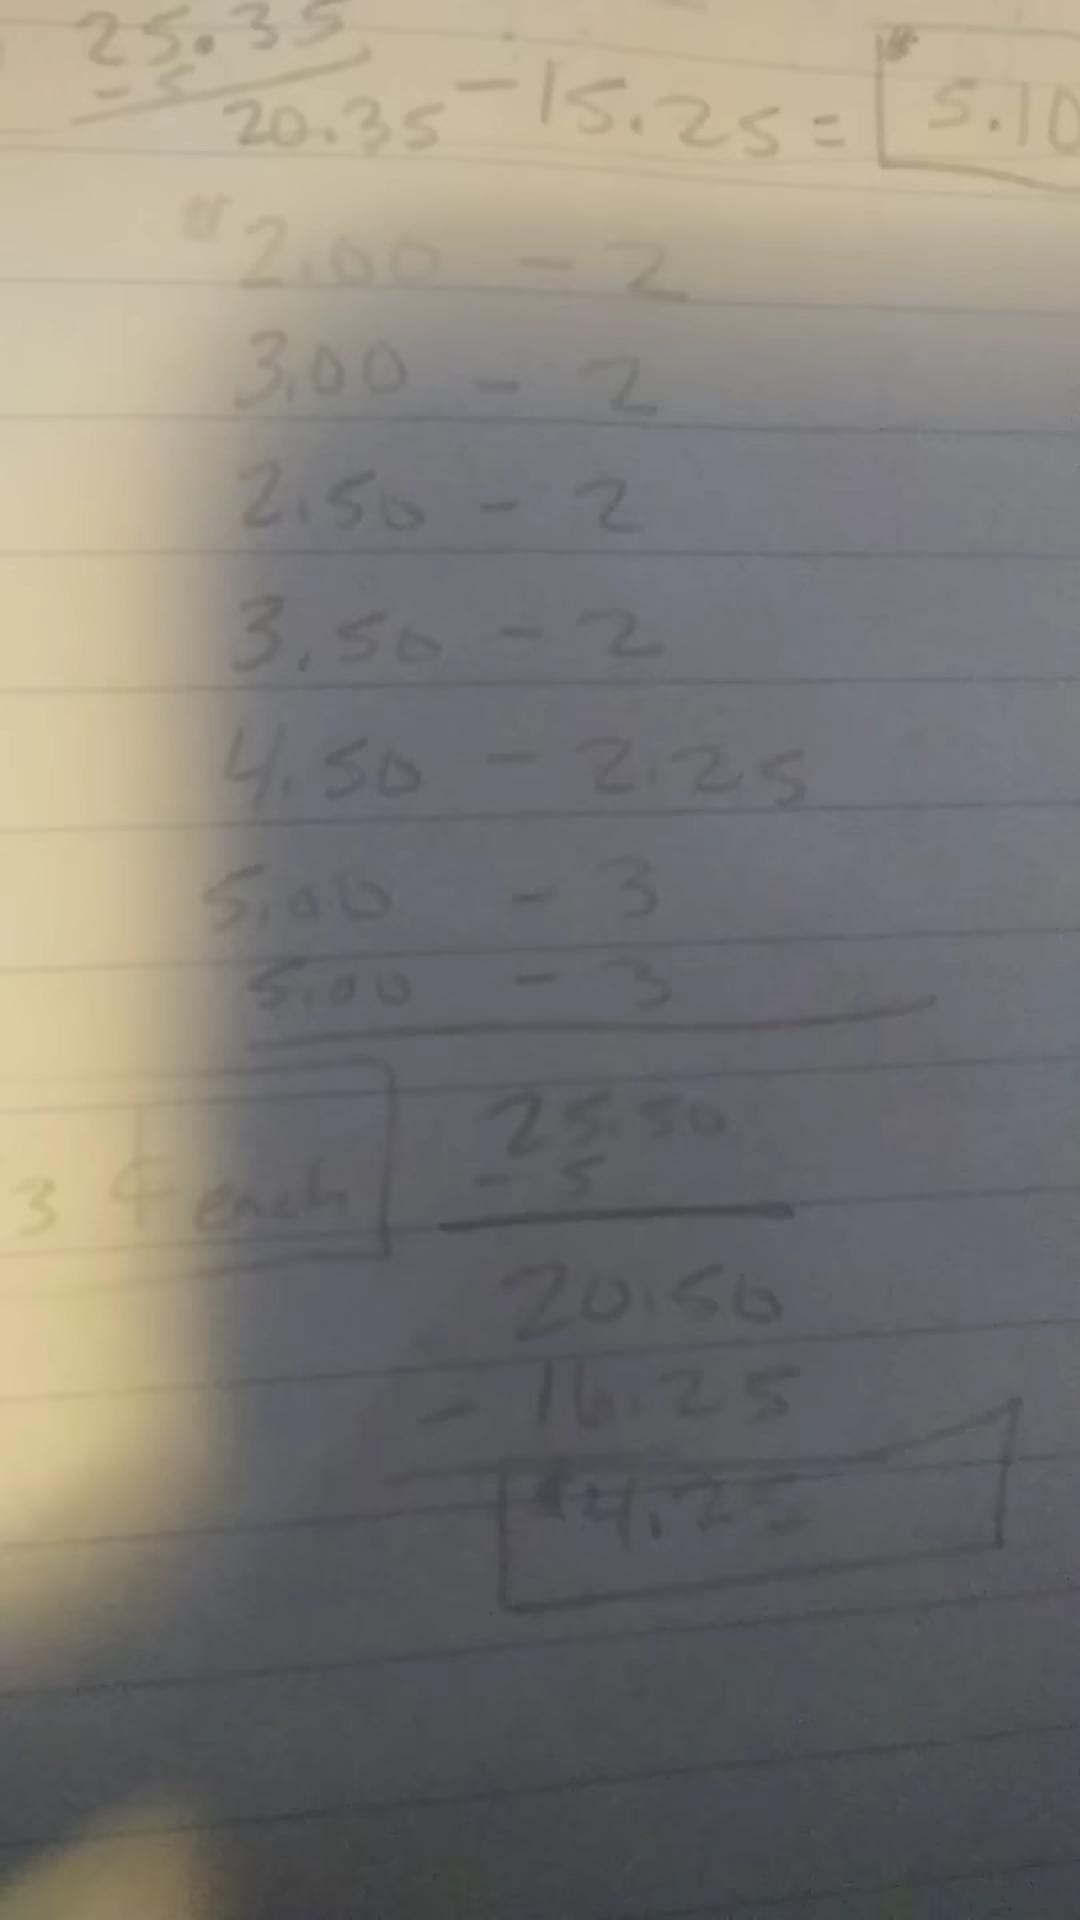 25.35
- 5
20.35 - 15.25 = 5.10
2.00 - 2
3.00 - 2
2.50 - 2
3.50 - 2
4.50 - 2.25
5.00 - 3
5.00 - 3
25.50
- 5
3 each
20.50
- 16.25
4.25